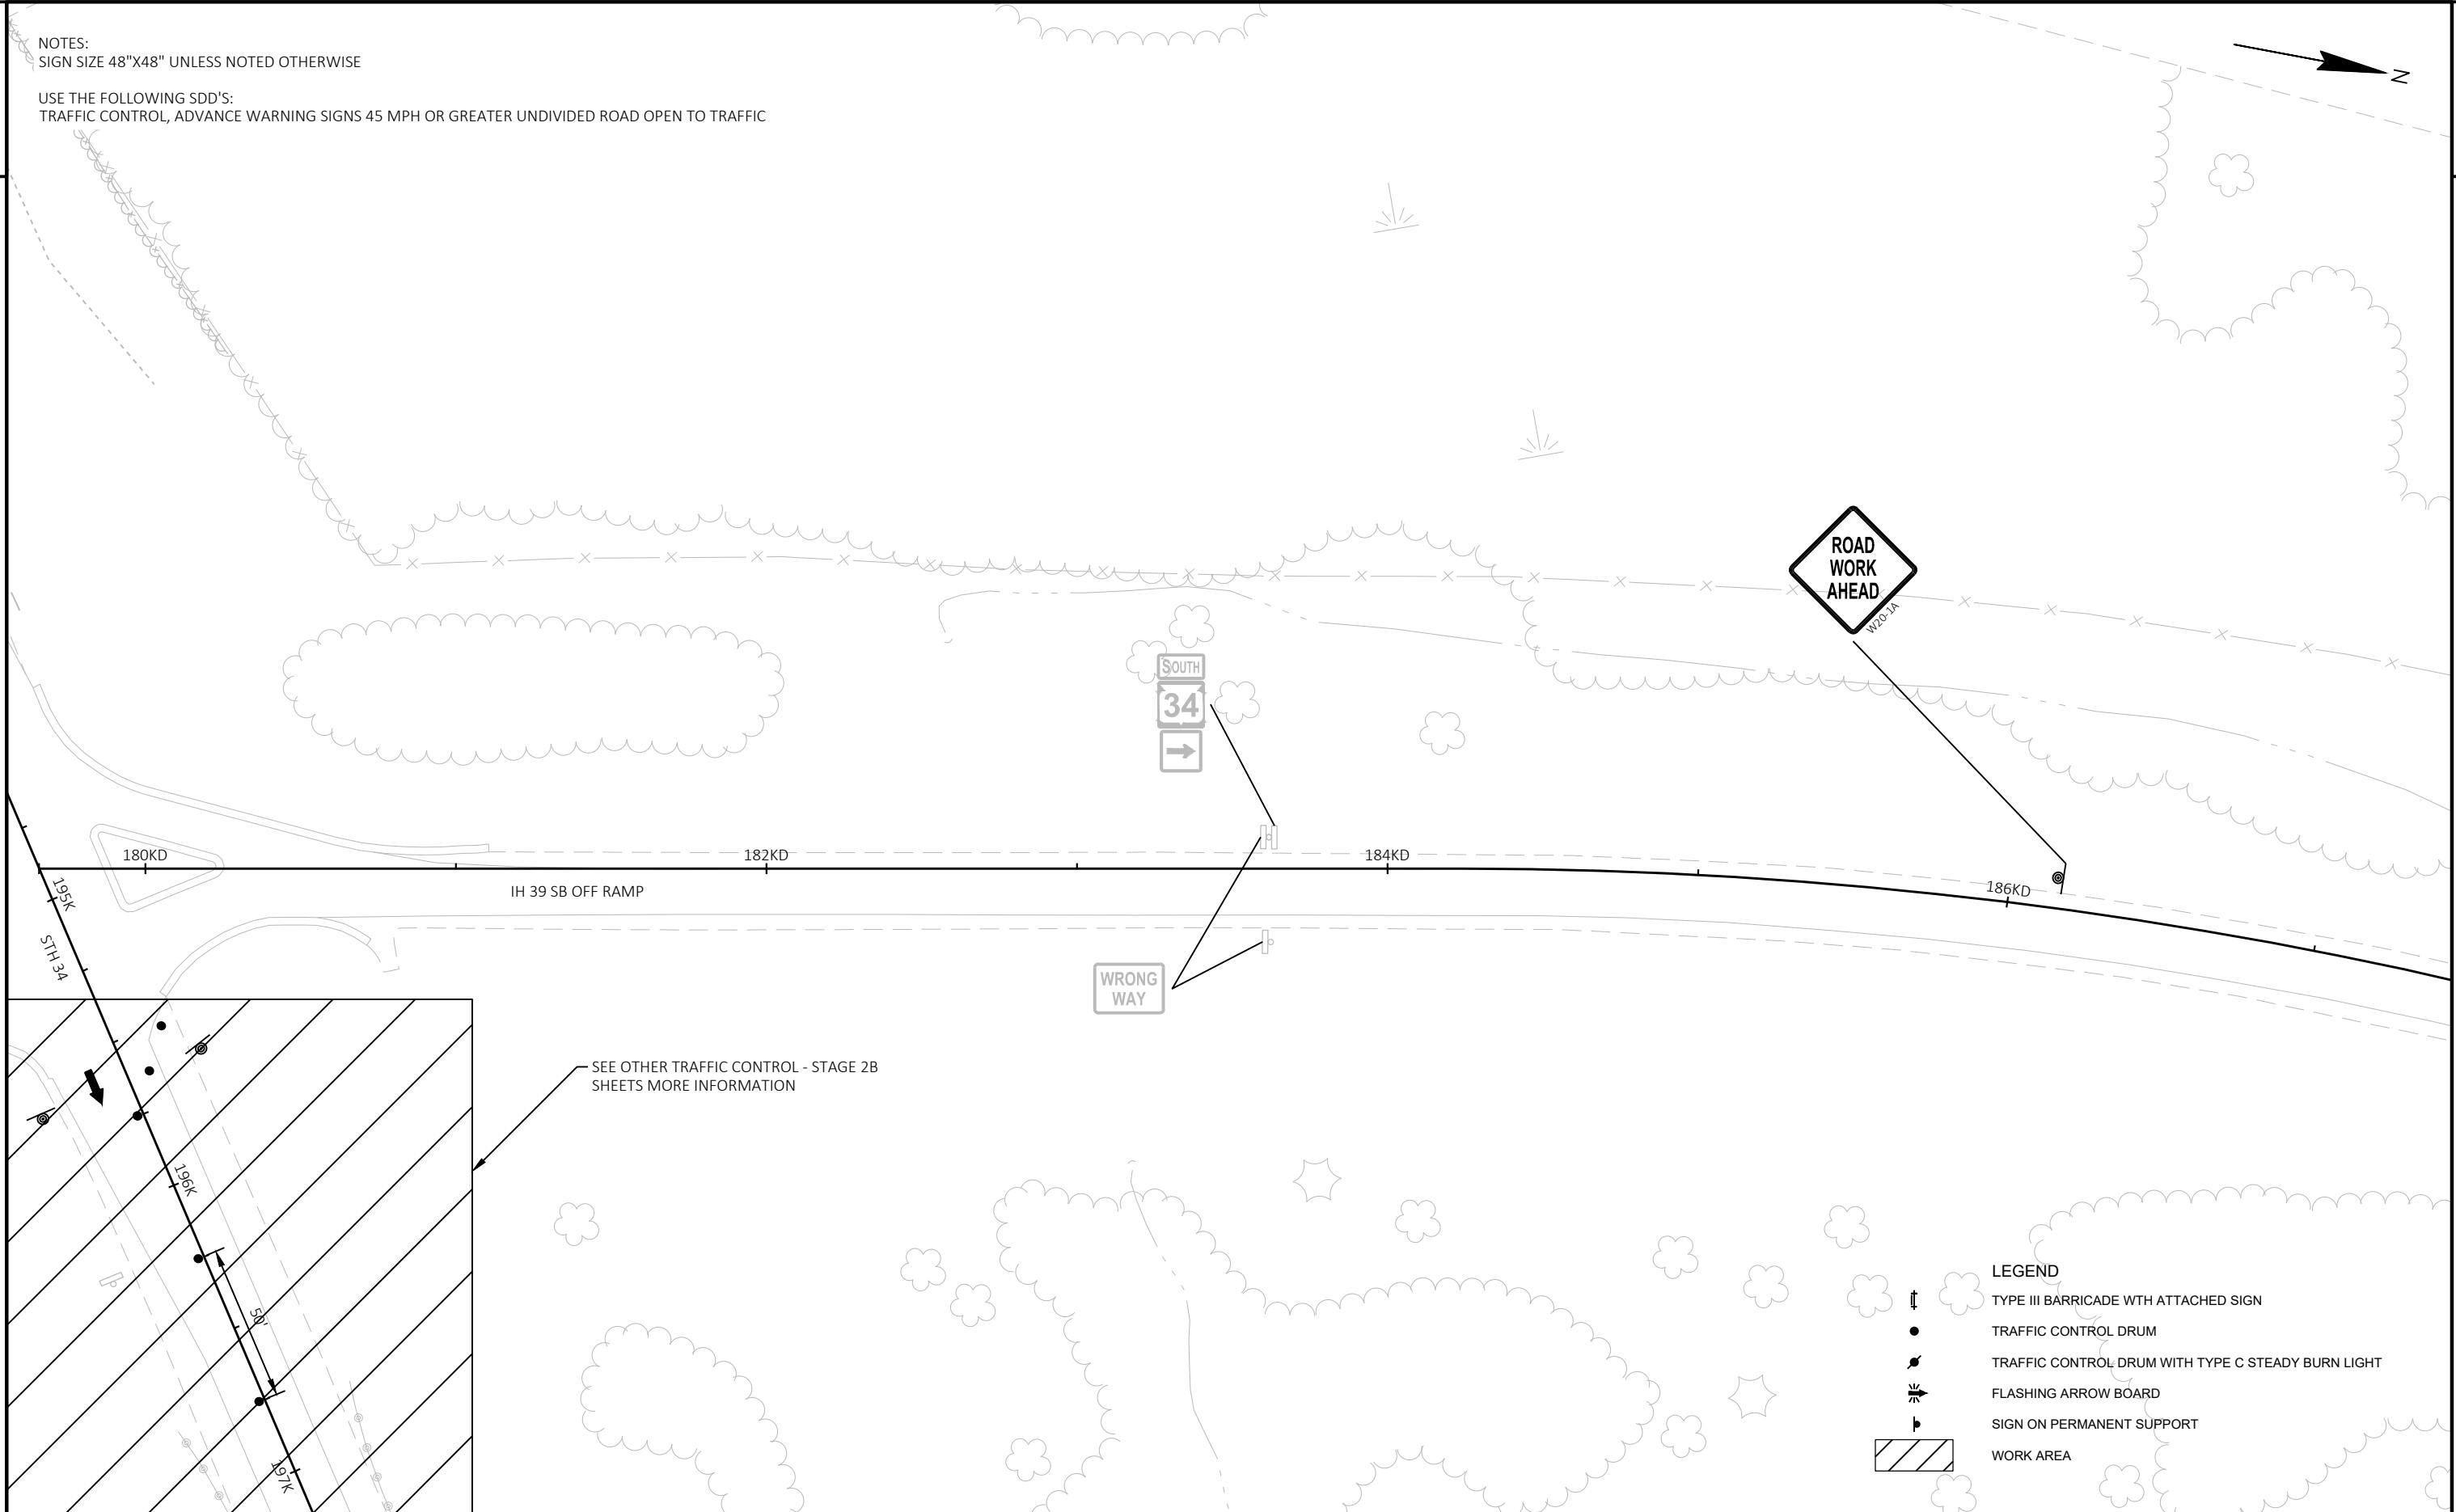 NOTES:
SIGN SIZE 48"X48" UNLESS NOTED OTHERWISE
USE THE FOLLOWING SDD'S:
TRAFFIC CONTROL, ADVANCE WARNING SIGNS 45 MPH OR GREATER UNDIVIDED ROAD OPEN TO TRAFFIC
N
ROAD
WORK
AHEAD
W20-1A
SOUTH
34
180KD
182KD
184KD
186KD
IH 39 SB OFF RAMP
195K
STH 34
WRONG
WAY
SEE OTHER TRAFFIC CONTROL - STAGE 2B
SHEETS MORE INFORMATION
196K
50'
197K
LEGEND
TYPE III BARRICADE WTH ATTACHED SIGN
TRAFFIC CONTROL DRUM
TRAFFIC CONTROL DRUM WITH TYPE C STEADY BURN LIGHT
FLASHING ARROW BOARD
SIGN ON PERMANENT SUPPORT
WORK AREA